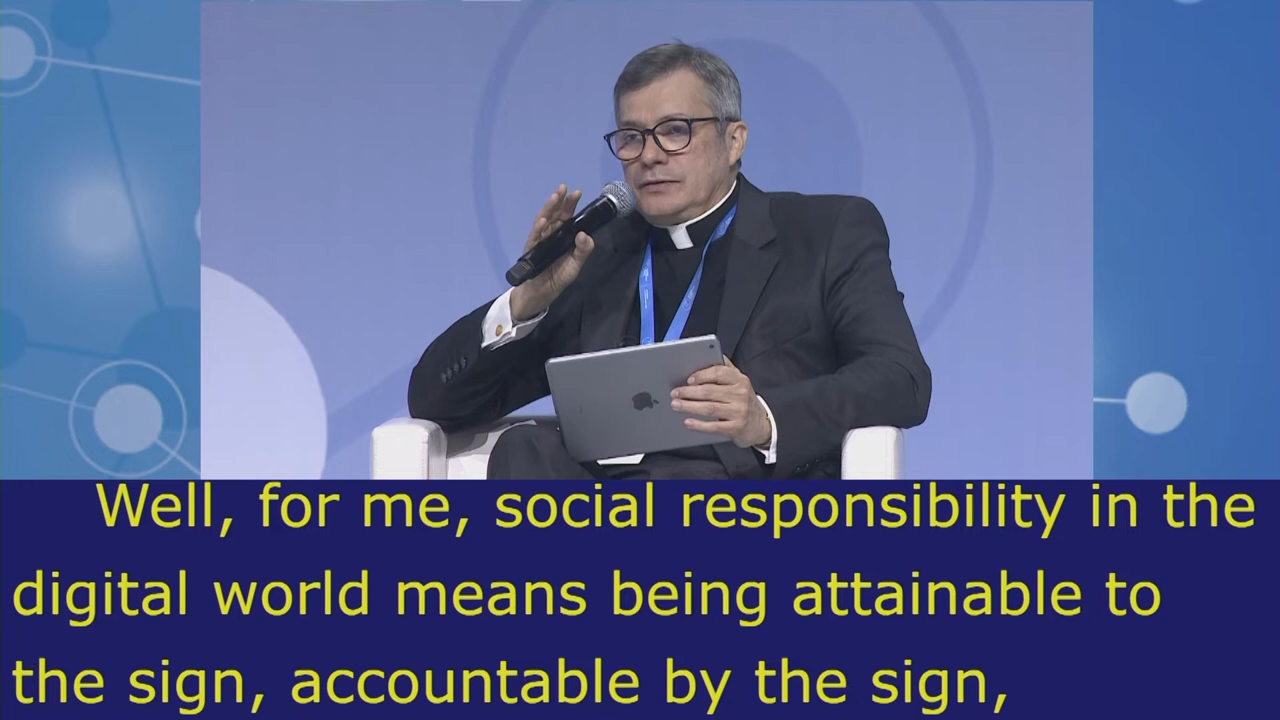 Well, for me, social responsibility in the
digital world means being attainable to
the sign, accountable by the sign,